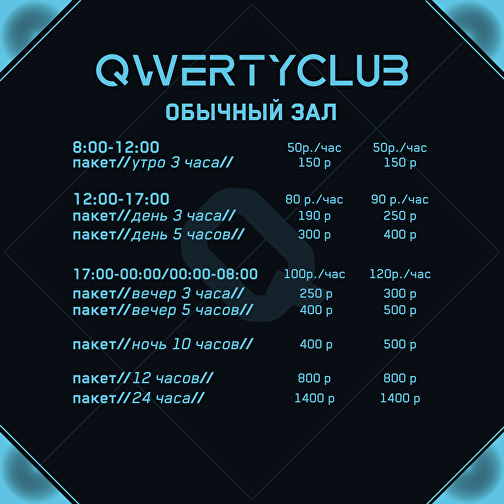 QWERTYCLUB
ОБЫЧНЫЙ ЗАЛ
8:00-12:00 50р./час 50р./час
пакет//утро 3 часа// 150 р 150 р
12:00-17:00 80 р./час 90 р./час
пакет//день 3 часа// 190 р 250 р
пакет//день 5 часов// 300 р 400 р
17:00-00:00/00:00-08:00 100р./час 120р./час
пакет//вечер 3 часа// 250 р 300 р
пакет//вечер 5 часов// 400 р 500 р
пакет//ночь 10 часов// 400 р 500 р
пакет//12 часов// 800 р 800 р
пакет//24 часа// 1400 р 1400 р